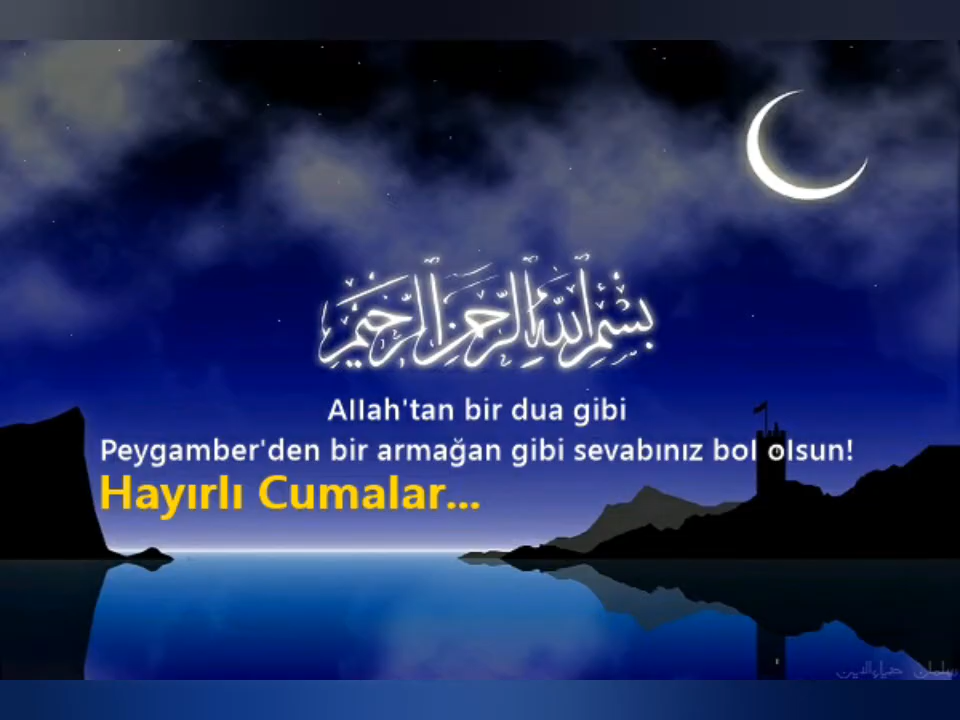 بسم الله الرحمن الرحيم
Allah'tan bir dua gibi
Peygamber'den bir armağan gibi sevabınız bol olsun!
Hayırlı Cumalar...